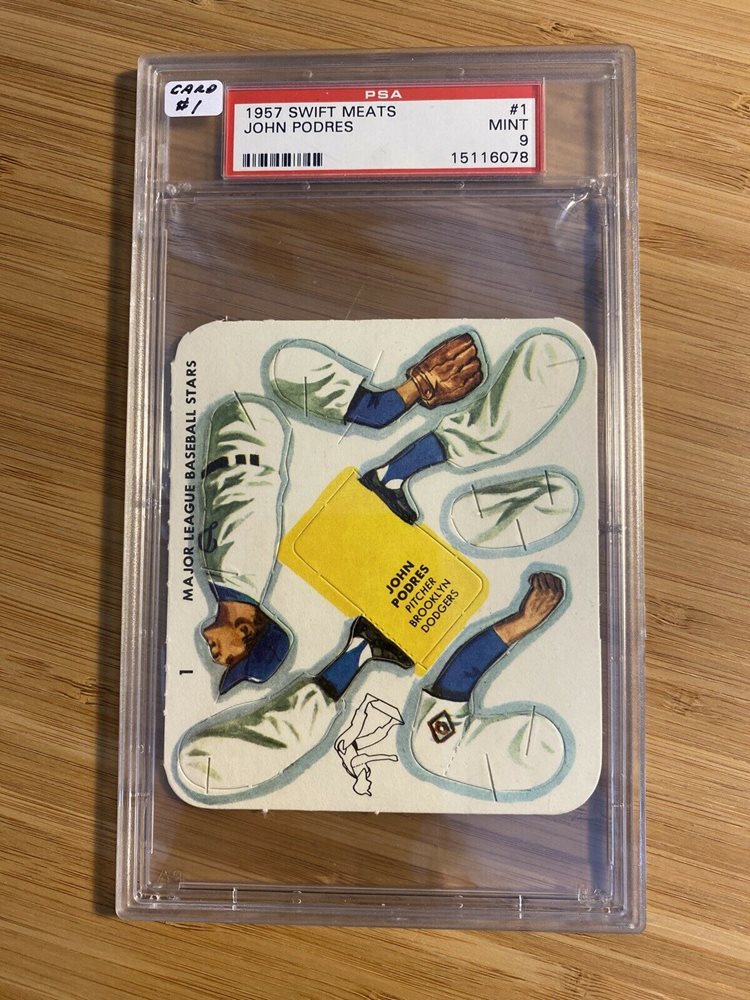 CARD
#1
PSA
1957 SWIFT MEATS #1
JOHN PODRES MINT
9
15116078
1 MAJOR LEAGUE BASEBALL STARS
D
JOHN
PODRES
PITCHER
BROOKLYN
DODGERS